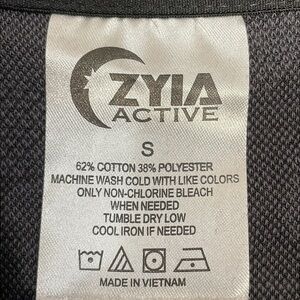 ZYIA
ACTIVE
S
62% COTTON 38% POLYESTER
MACHINE WASH COLD WITH LIKE COLORS
ONLY NON-CHLORINE BLEACH
WHEN NEEDED
TUMBLE DRY LOW
COOL IRON IF NEEDED
MADE IN VIETNAM